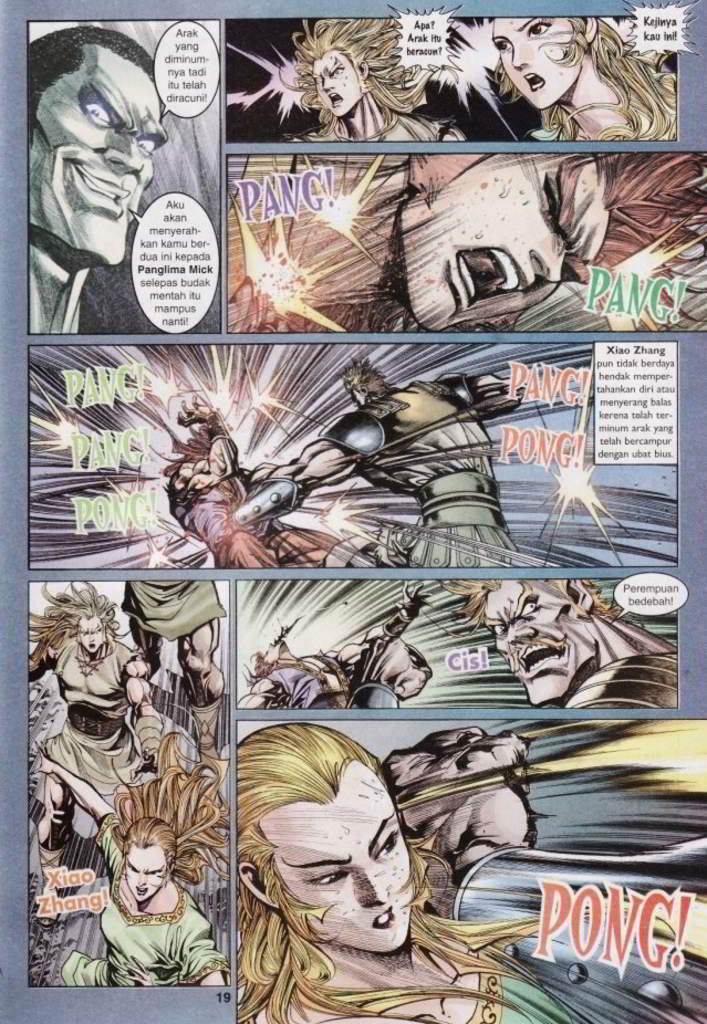 Arak
yang
diminum-
nya tadi
itu telah
diracuni!
Aku
akan
menyerah-
kan kamu ber-
dua ini kepada
Panglima Mick
selepas budak
mentah itu
mampus
nanti!
Apa?
Arak itu
beracun?
Kejinya
kau ini!
PANG!
PANG!
PANG!
PANG!
PONG!
PANG!
PONG!
Xiao Zhang
pun tidak berdaya
hendak memper-
tahankan diri atau
menyerang balas
kerena telah ter-
minum arak yang
telah bercampur
dengan ubat bius.
Xiao
Zhang!
Cis!
Perempuan
bedebah!
PONG!
19